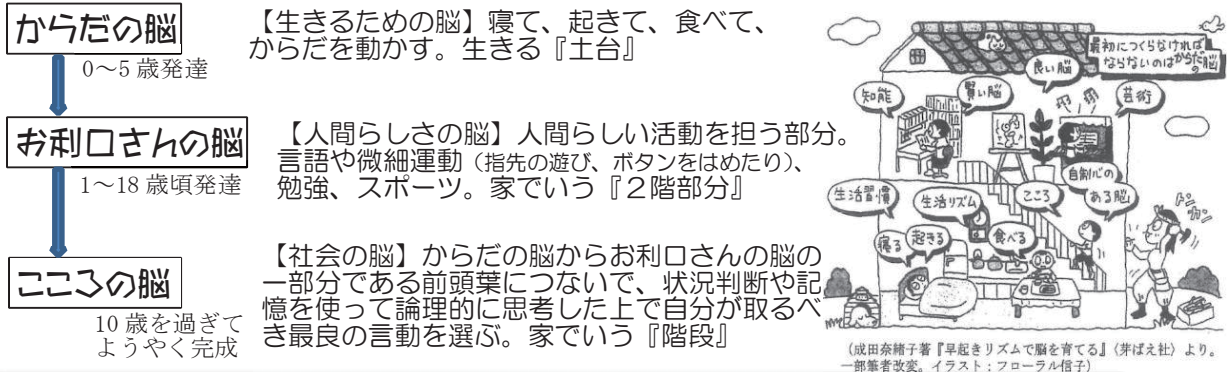 からだの脳
0～5歳発達
【生きるための脳】寝て、起きて、食べて、
からだを動かす。生きる『土台』
お利口さんの脳
1～18歳頃発達
【人間らしさの脳】人間らしい活動を担う部分。
言語や微細運動（指先の遊び、ボタンをはめたり）、
勉強、スポーツ。家でいう『２階部分』
こころの脳
10歳を過ぎて
ようやく完成
【社会の脳】からだの脳からお利口さんの脳の
一部分である前頭葉につないで、状況判断や記
憶を使って論理的に思考した上で自分が取るべ
き最良の言動を選ぶ。家でいう『階段』
最初につくらなければ
ならないのはからだの脳
良い脳
知能
賢い脳
芸術
自制心の
ある脳
生活習慣
生活リズム
こころ
寝る
起きる
食べる
トン
カン
（成田奈緒子著『早起きリズムで脳を育てる』〈芽ばえ社〉より。
一部筆者改変。イラスト：フローラル信子）